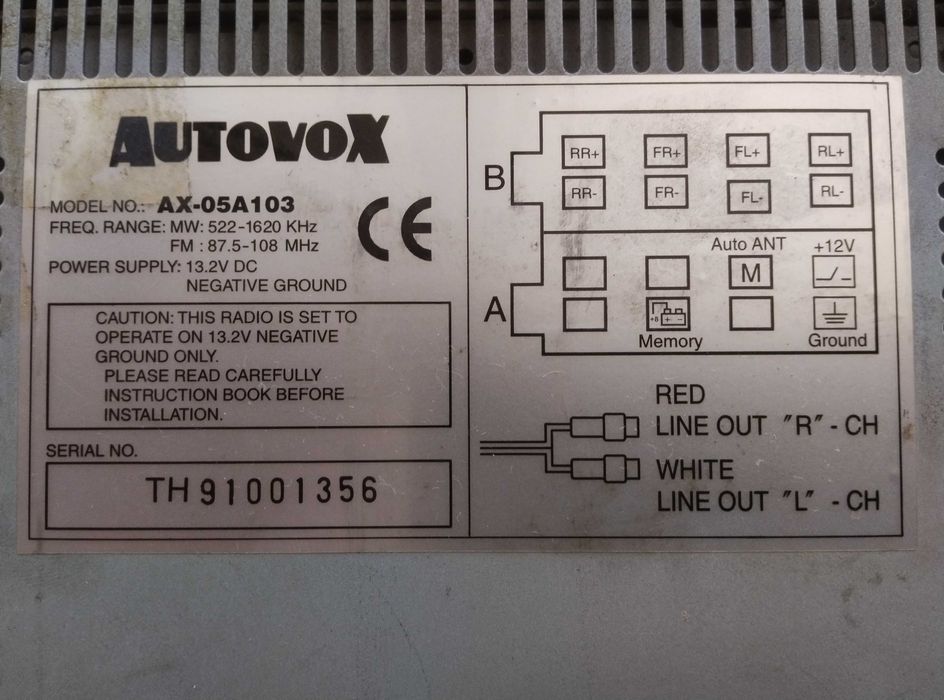 AUTOVOX
MODEL NO.: AX-05A103
FREQ. RANGE: MW: 522-1620 KHz
FM : 87.5-108 MHz
POWER SUPPLY: 13.2V DC
NEGATIVE GROUND
CE
CAUTION: THIS RADIO IS SET TO
OPERATE ON 13.2V NEGATIVE
GROUND ONLY.
PLEASE READ CAREFULLY
INSTRUCTION BOOK BEFORE
INSTALLATION.
SERIAL NO.
TH91001356
B
RR+ FR+ FL+ RL+
RR- FR- FL- RL-
A
Auto ANT +12V
M
+B + -
Memory Ground
RED
LINE OUT "R" - CH
WHITE
LINE OUT "L" - CH